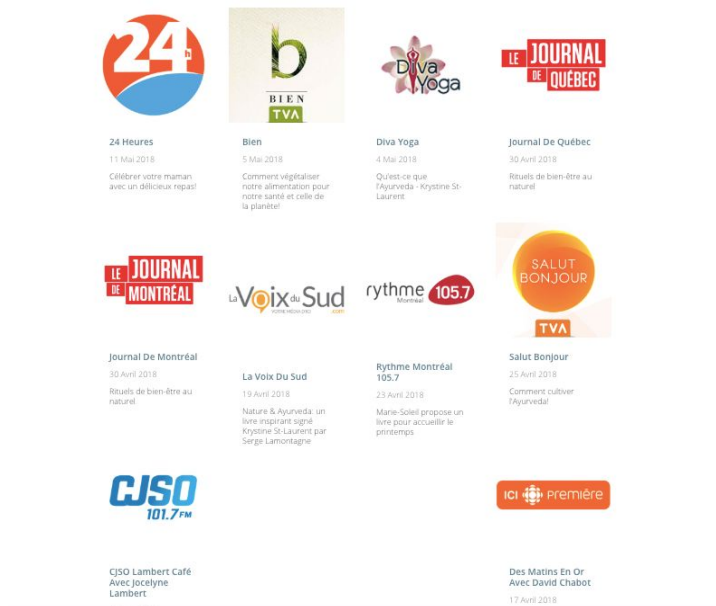 24h
b
BIEN
TVA
Diva
Yoga
LE JOURNAL
DE QUÉBEC
24 Heures
11 Mai 2018
Célébrer votre maman
avec un délicieux repas!
Bien
5 Mai 2018
Comment végétaliser
notre alimentation pour
notre santé et celle de
la planète!
Diva Yoga
4 Mai 2018
Qu'est-ce que
l'Ayurveda - Krystine St-
Laurent
Journal De Québec
30 Avril 2018
Rituels de bien-être au
naturel
LE JOURNAL
DE MONTRÉAL
La Voix du Sud
VOTRE MÉDIA GRD
.com
rythme
Montréal
105.7
SALUT
BONJOUR
TVA
Journal De Montréal
30 Avril 2018
Rituels de bien-être au
naturel
La Voix Du Sud
19 Avril 2018
Nature & Ayurveda: un
livre inspirant signé
Krystine St-Laurent par
Serge Lamontagne
Rythme Montréal
105.7
23 Avril 2018
Marie-Soleil propose un
livre pour accueillir le
printemps
Salut Bonjour
25 Avril 2018
Comment cultiver
l'Ayurveda!
CJSO
101.7 FM
ICI première
CJSO Lambert Café
Avec Jocelyne
Lambert
Des Matins En Or
Avec David Chabot
17 Avril 2018